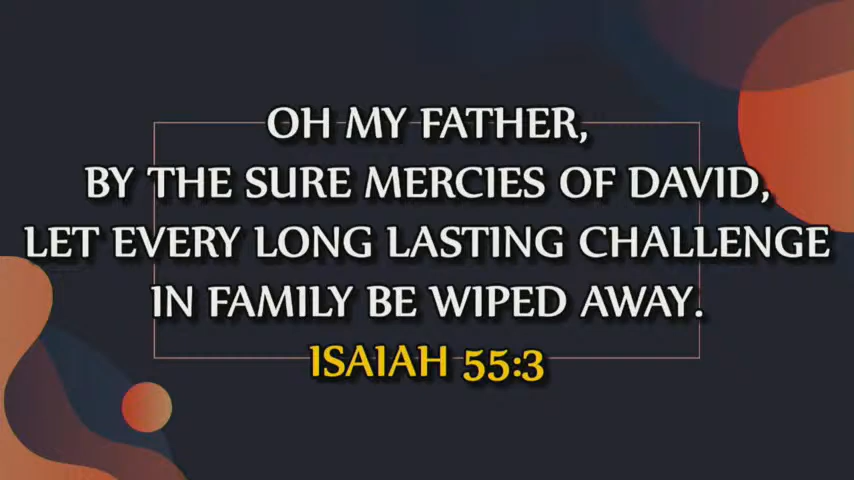 OH MY FATHER,
BY THE SURE MERCIES OF DAVID,
LET EVERY LONG LASTING CHALLENGE
IN FAMILY BE WIPED AWAY.
ISAIAH 55:3